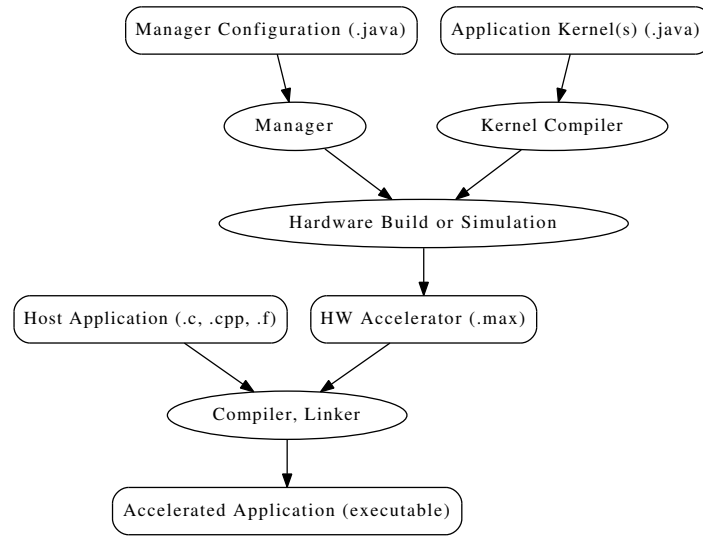 Manager Configuration (.java)
Application Kernel(s) (.java)
Manager
Kernel Compiler
Hardware Build or Simulation
Host Application (.c, .cpp, .f)
HW Accelerator (.max)
Compiler, Linker
Accelerated Application (executable)